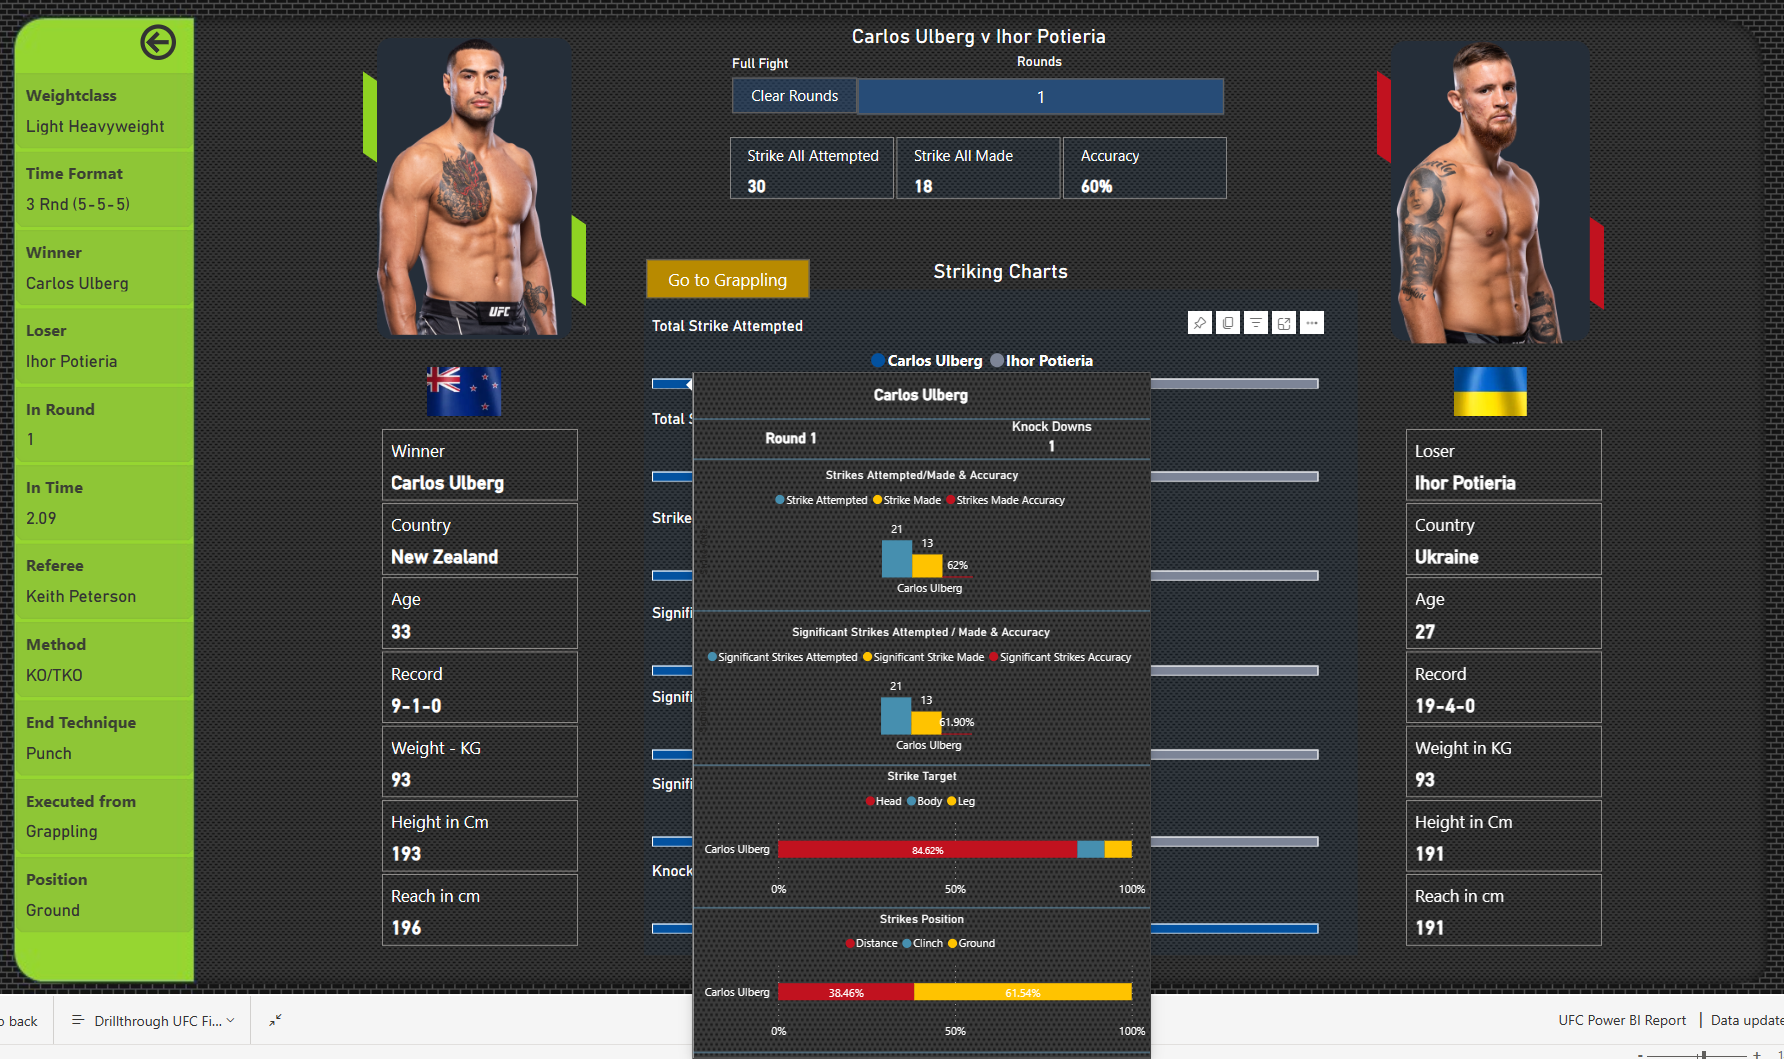 Weightclass
Light Heavyweight
Time Format
3 Rnd (5-5-5)
Winner
Carlos Ulberg
Loser
Ihor Potieria
In Round
1
In Time
2.09
Referee
Keith Peterson
Method
KO/TKO
End Technique
Punch
Executed from
Grappling
Position
Ground
UFC
Winner
Carlos Ulberg
Country
New Zealand
Age
33
Record
9-1-0
Weight - KG
93
Height in Cm
193
Reach in cm
196
Carlos Ulberg v Ihor Potieria
Full Fight
Rounds
Clear Rounds
1
Strike All Attempted
30
Strike All Made
18
Accuracy
60%
Go to Grappling
Striking Charts
Total Strike Attempted
Carlos Ulberg Ihor Potieria
Total S
Strike
Signifi
Signifi
Signifi
Knock
Carlos Ulberg
Round 1
Knock Downs
1
Strikes Attempted/Made & Accuracy
Strike Attempted Strike Made Strikes Made Accuracy
21
13
62%
Carlos Ulberg
Significant Strikes Attempted / Made & Accuracy
Significant Strikes Attempted Significant Strike Made Significant Strikes Accuracy
21
13
61.90%
Carlos Ulberg
Strike Target
Head Body Leg
Carlos Ulberg
84.62%
0% 50% 100%
Strikes Position
Distance Clinch Ground
Carlos Ulberg
38.46% 61.54%
0% 50% 100%
Loser
Ihor Potieria
Country
Ukraine
Age
27
Record
19-4-0
Weight in KG
93
Height in Cm
191
Reach in cm
191
o back
Drillthrough UFC Fi...
UFC Power BI Report | Data update
- + 1